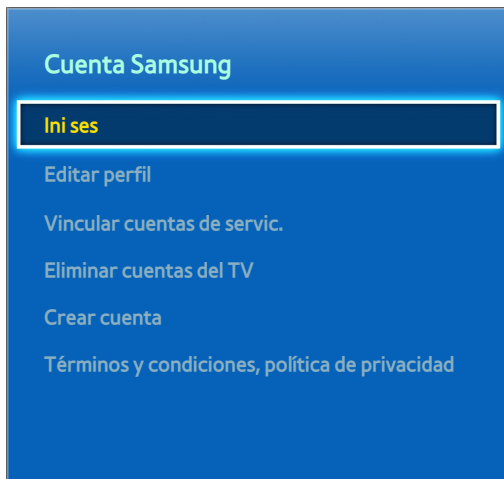 Cuenta Samsung
Ini ses
Editar perfil
Vincular cuentas de servic.
Eliminar cuentas del TV
Crear cuenta
Términos y condiciones, política de privacidad